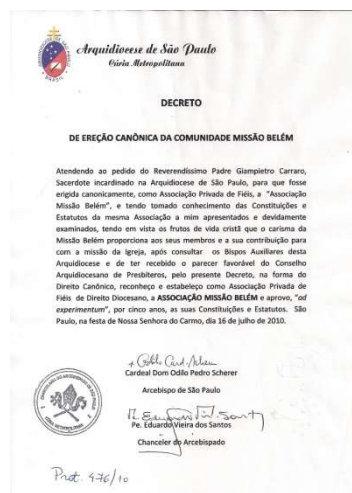 Arquidiocese de São Paulo
Cúria Metropolitana
DECRETO
DE EREÇÃO CANÔNICA DA COMUNIDADE MISSÃO BELÉM
Atendendo ao pedido do Reverendíssimo Padre Giampietro Carraro,
Sacerdote incardinado na Arquidiocese de São Paulo, para que fosse
erigida canonicamente, como Associação Privada de Fiéis, a "Associação
Missão Belém", e tendo tomado conhecimento das Constituições e
Estatutos da mesma Associação a mim apresentados e devidamente
examinados, tendo em vista os frutos de vida cristã que o carisma da
Missão Belém proporciona aos seus membros e a sua contribuição para
com a missão da Igreja, após consultar os Bispos Auxiliares desta
Arquidiocese e de ter recebido o parecer favorável do Conselho
Arquidiocesano de Presbíteros, pelo presente Decreto, na forma do
Direito Canônico, reconheço e estabeleço como Associação Privada de
Fiéis de Direito Diocesano, a ASSOCIAÇÃO MISSÃO BELÉM e aprovo, "ad
experimentum", por cinco anos, as suas Constituições e Estatutos. São
Paulo, na festa de Nossa Senhora do Carmo, dia 16 de julho de 2010.
Cardeal Dom Odilo Pedro Scherer
Arcebispo de São Paulo
Pe. Eduardo Vieira dos Santos
Chanceler do Arcebispado
Prot. 476/10